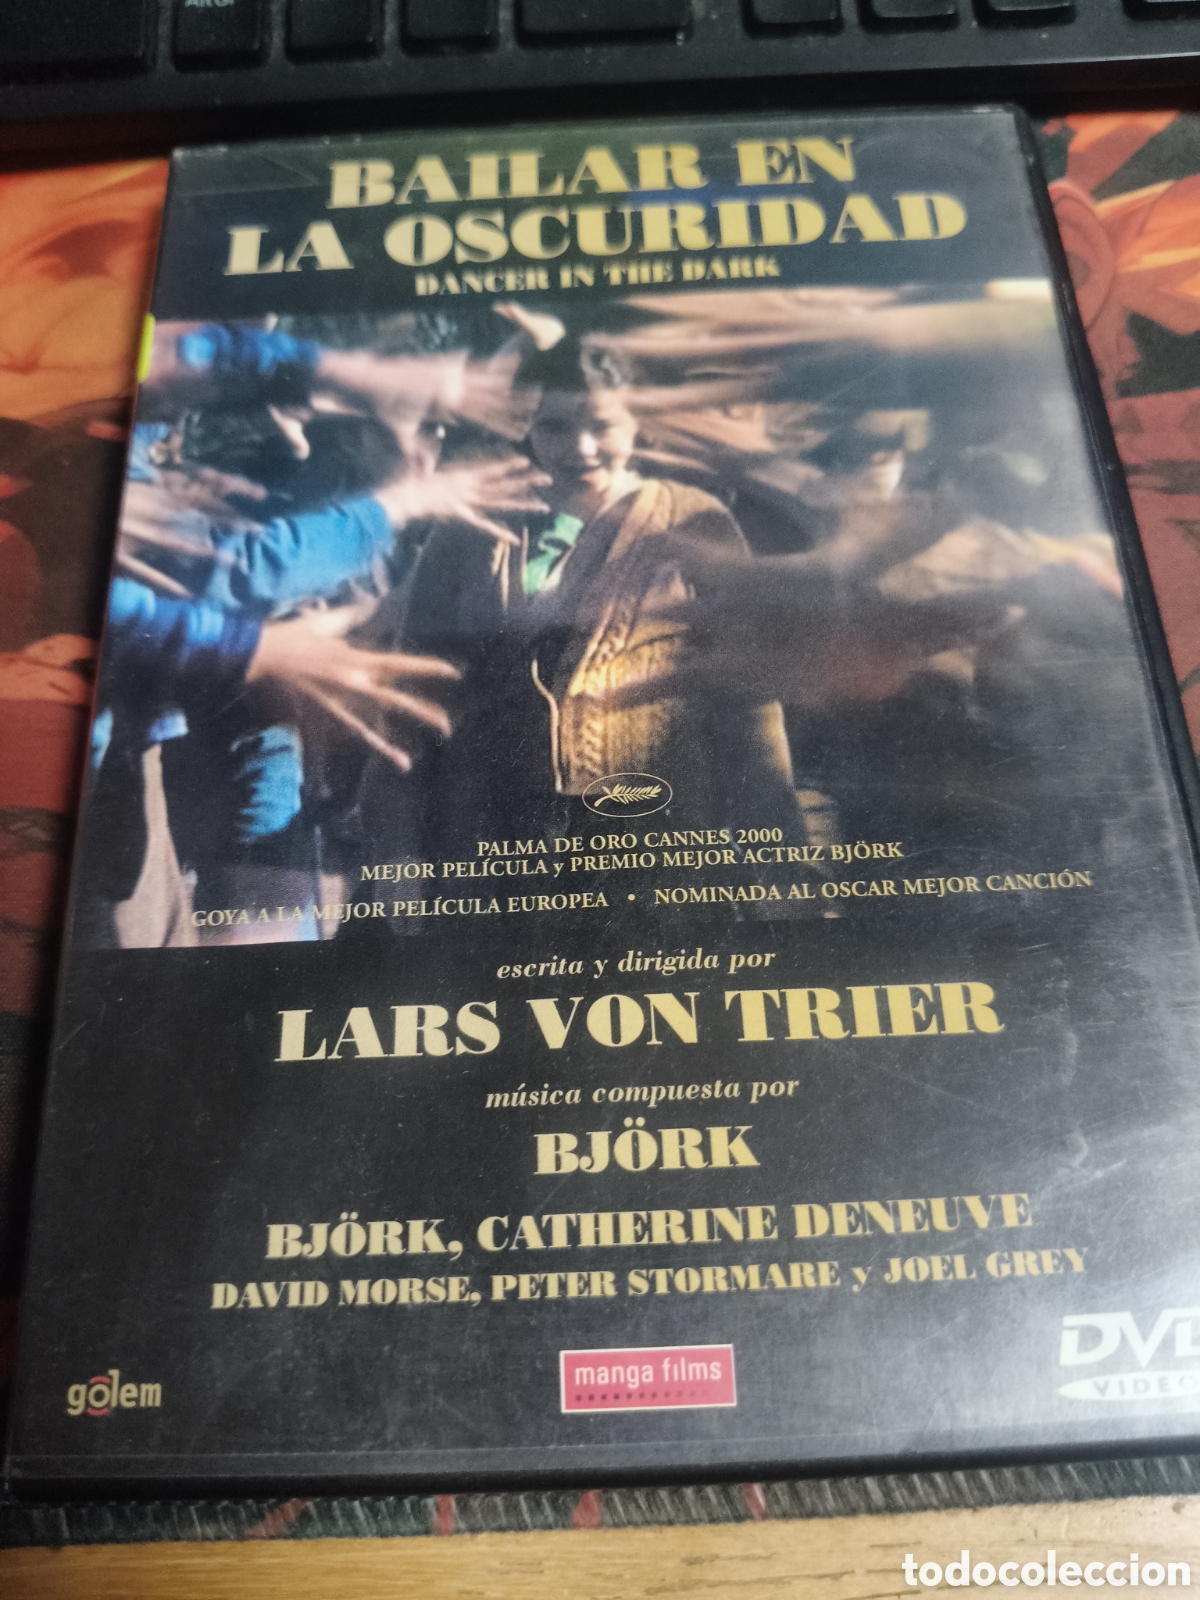 BAILAR EN
LA OSCURIDAD
DANCER IN THE DARK
PALMA DE ORO CANNES 2000
MEJOR PELÍCULA y PREMIO MEJOR ACTRIZ BJÖRK
GOYA A LA MEJOR PELÍCULA EUROPEA • NOMINADA AL OSCAR MEJOR CANCIÓN
escrita y dirigida por
LARS VON TRIER
música compuesta por
BJÖRK
BJÖRK, CATHERINE DENEUVE
DAVID MORSE, PETER STORMARE y JOEL GREY
golem
manga films
DVD
VIDEO
todocoleccion